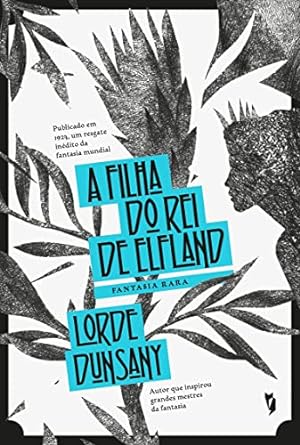 Publicado em
1924, um resgate
inédito da
fantasia mundial
A FILHA
DO REI
DE ELFLAND
FANTASIA RARA
LORDE
DUNSANY
Autor que inspirou
grandes mestres
da fantasia